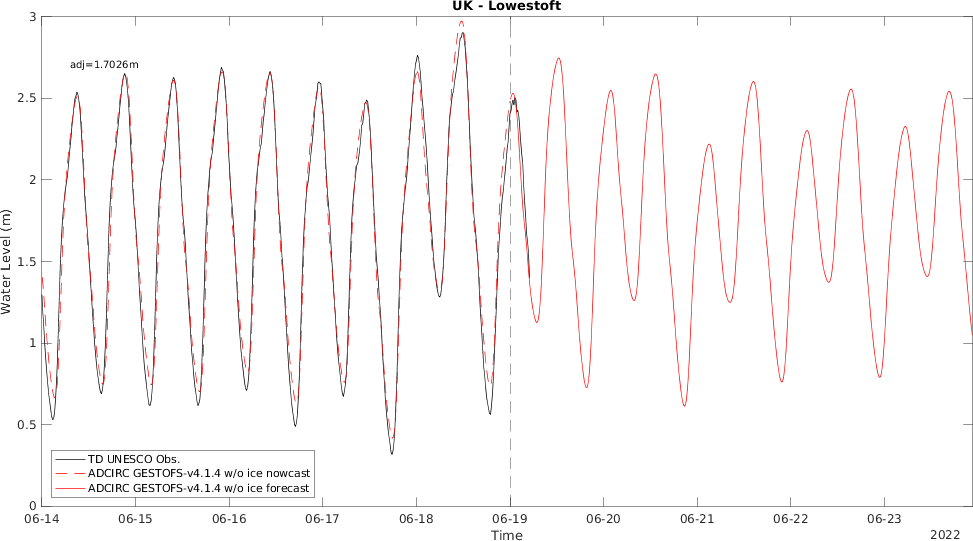 UK - Lowestoft
3
adj=1.7026m
2.5
2
1.5
1
0.5
0
Water Level (m)
TD UNESCO Obs.
ADCIRC GESTOFS-v4.1.4 w/o ice nowcast
ADCIRC GESTOFS-v4.1.4 w/o ice forecast
06-14 06-15 06-16 06-17 06-18 06-19 06-20 06-21 06-22 06-23
Time
2022